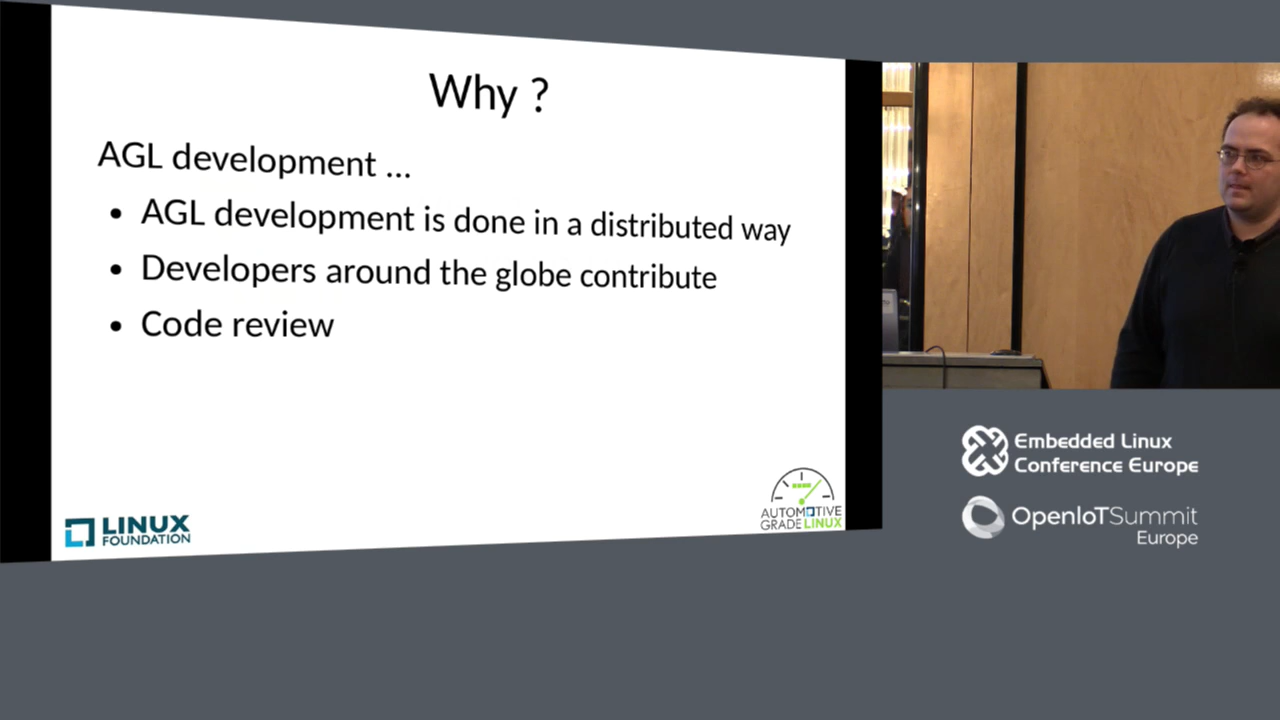 Why ?
AGL development ...
• AGL development is done in a distributed way
• Developers around the globe contribute
• Code review
LINUX
FOUNDATION
AUTOMOTIVE
GRADE LINUX
Embedded Linux
Conference Europe
OpenIoTSummit
Europe